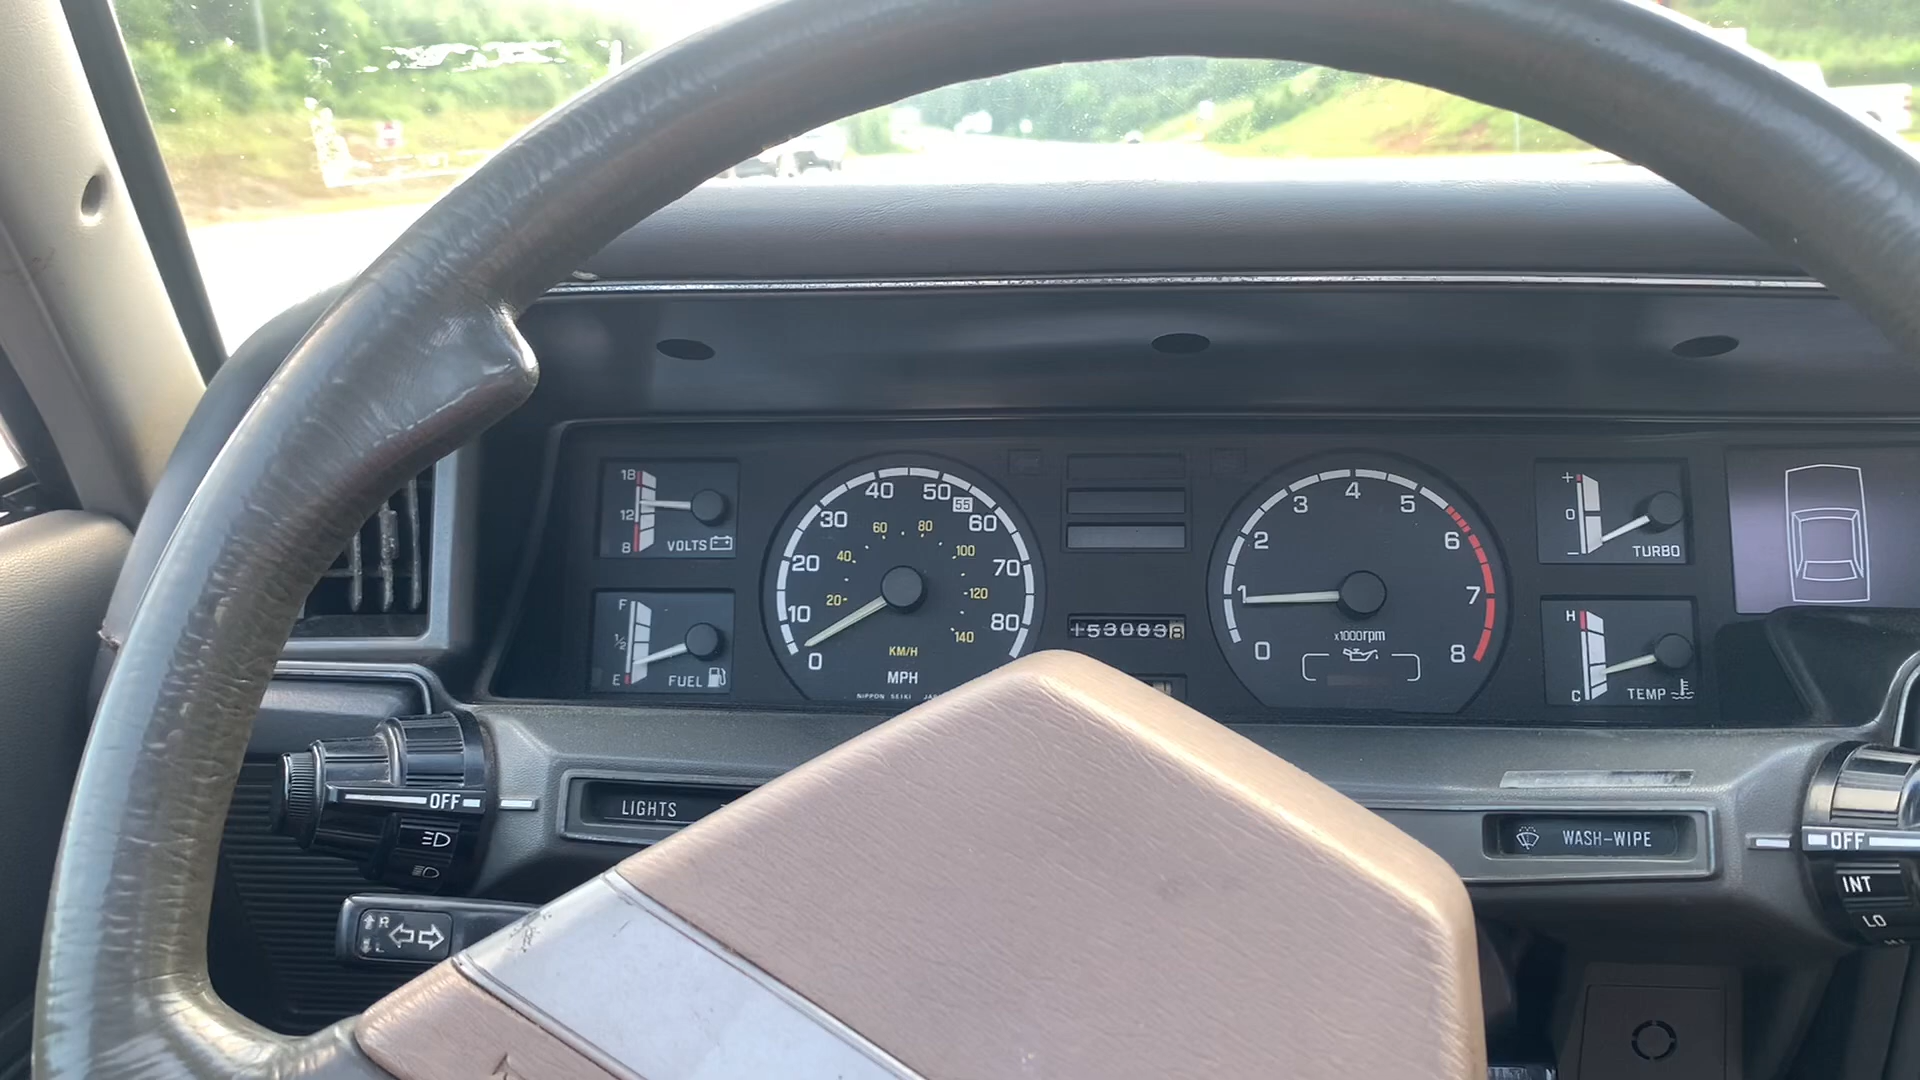 18
12
8
VOLTS
F
1/2
E
FUEL
0
10
20
30
40
50
55
60
70
80
20
40
60
80
100
120
140
KM/H
MPH
NIPPON SEIKI
530838
0
1
2
3
4
5
6
7
8
x1000rpm
+
0
−
TURBO
H
C
TEMP
OFF
LIGHTS
R
L
WASH-WIPE
OFF
INT
LO